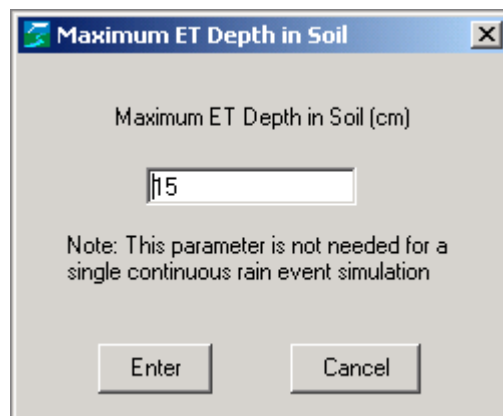 Maximum ET Depth in Soil
Maximum ET Depth in Soil (cm)
15
Note: This parameter is not needed for a
single continuous rain event simulation
Enter Cancel